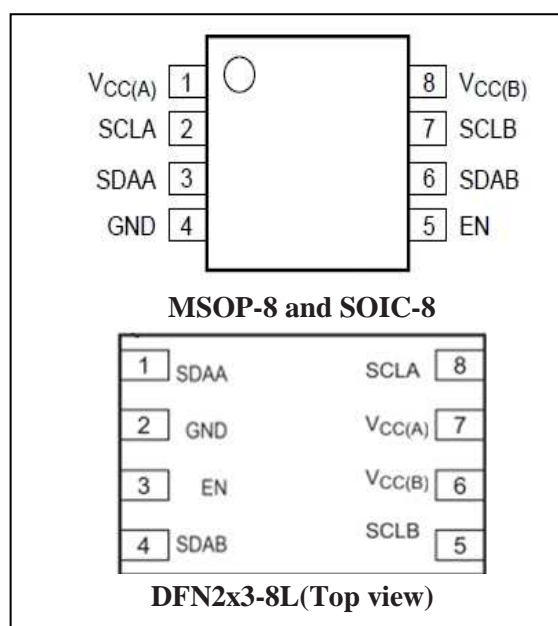 VCC(A) 1 8 VCC(B)
SCLA 2 7 SCLB
SDAA 3 6 SDAB
GND 4 5 EN
MSOP-8 and SOIC-8
1 SDAA SCLA 8
2 GND VCC(A) 7
3 EN VCC(B) 6
4 SDAB SCLB 5
DFN2x3-8L(Top view)